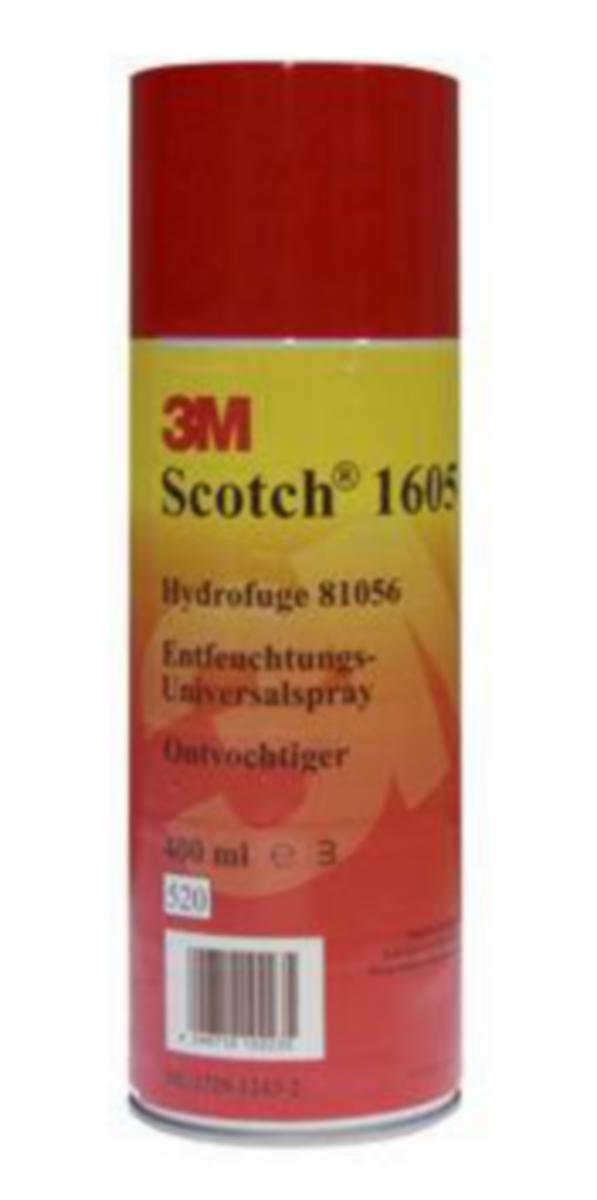 3M
Scotch® 1605
Hydrofuge 81056
Entfeuchtungs-
Universalspray
Ontvochtiger
400 ml ℮ 3
520